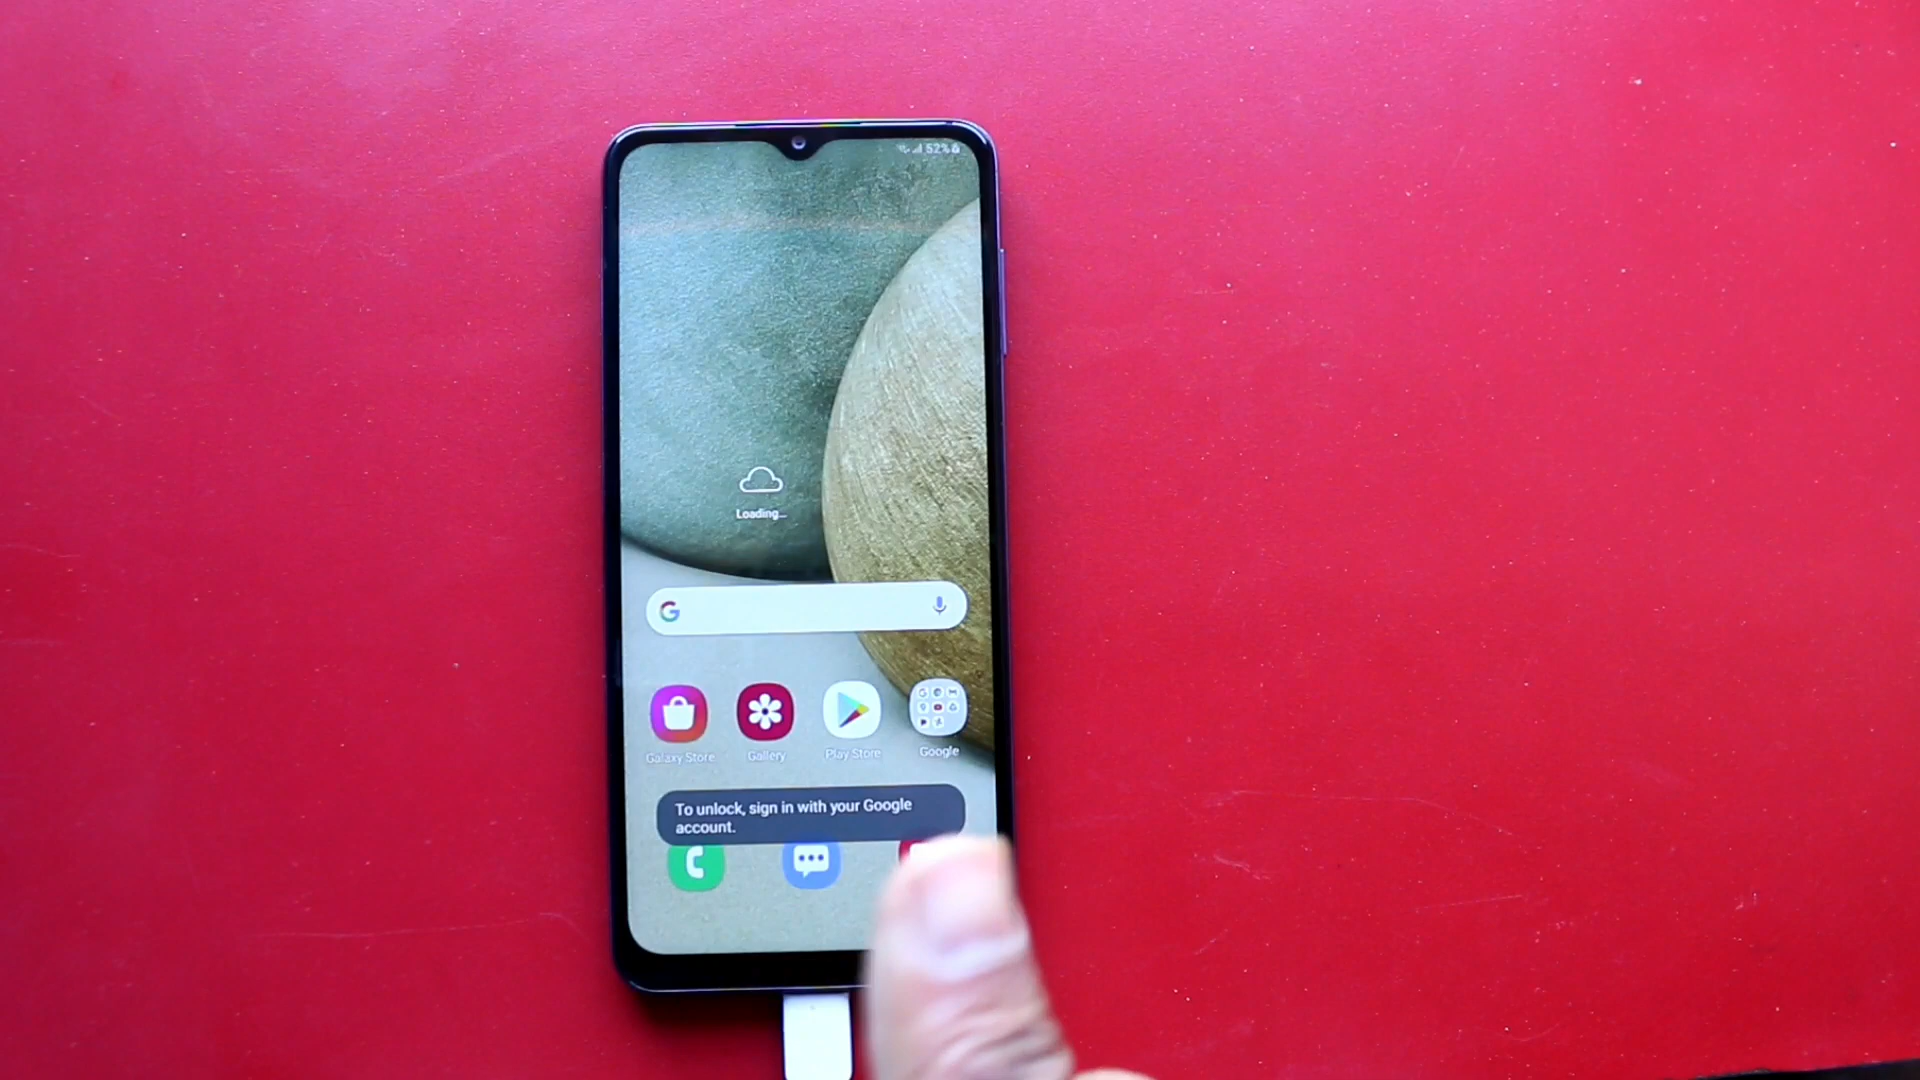 52%
Loading...
Galaxy Store
Gallery
Play Store
Google
To unlock, sign in with your Google
account.